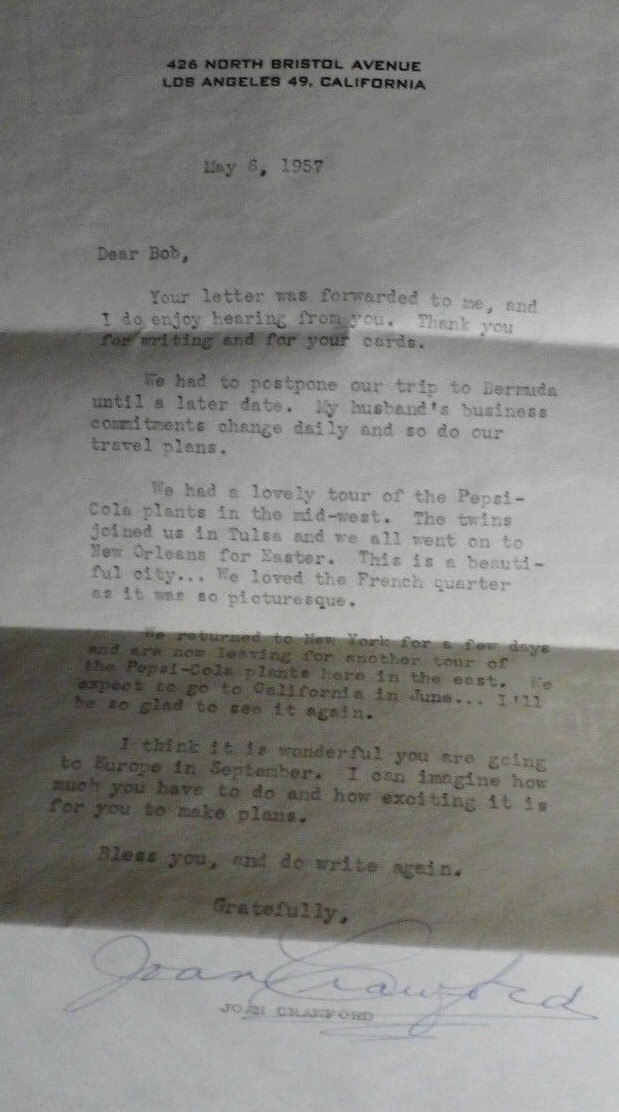 426 NORTH BRISTOL AVENUE
LOS ANGELES 49, CALIFORNIA
May 6, 1957
Dear Bob,
Your letter was forwarded to me, and
I do enjoy hearing from you. Thank you
for writing and for your cards.
We had to postpone our trip to Bermuda
until a later date. My husband's business
commitments change daily and so do our
travel plans.
We had a lovely tour of the Pepsi-
Cola plants in the mid-west. The twins
joined us in Tulsa and we all went on to
New Orleans for Easter. This is a beauti-
ful city... We loved the French quarter
as it was so picturesque.
We returned to New York for a few days
and are now leaving for another tour of
the Pepsi-Cola plants here in the east. We
expect to go to California in June... I'll
be so glad to see it again.
I think it is wonderful you are going
to Europe in September. I can imagine how
much you have to do and how exciting it is
for you to make plans.
Bless you, and do write again.
Gratefully,
Joan Crawford
JOAN CRAWFORD